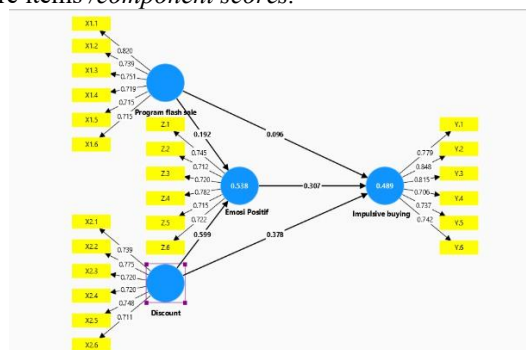 re items /component scores.
X1.1
X1.2
X1.3
X1.4
X1.5
X1.6
0.820
0.739
0.751
0.719
0.715
0.715
Program flash sale
Z.1
Z.2
Z.3
Z.4
Z.5
Z.6
0.745
0.712
0.720
0.782
0.715
0.722
0.192
0.096
0.538
Emosi Positif
0.307
0.599
0.378
0.489
Impulsive buying
Y.1
Y.2
Y.3
Y.4
Y.5
Y.6
0.779
0.848
0.815
0.706
0.737
0.742
X2.1
X2.2
X2.3
X2.4
X2.5
X2.6
0.739
0.775
0.720
0.720
0.748
0.711
Discount